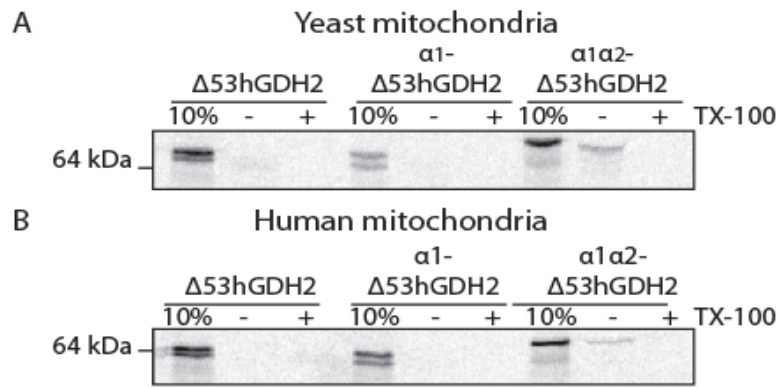 A Yeast mitochondria
α1- α1α2-
Δ53hGDH2 Δ53hGDH2 Δ53hGDH2
10% - + 10% - + 10% - + TX-100
64 kDa
B Human mitochondria
α1- α1α2-
Δ53hGDH2 Δ53hGDH2 Δ53hGDH2
10% - + 10% - + 10% - + TX-100
64 kDa